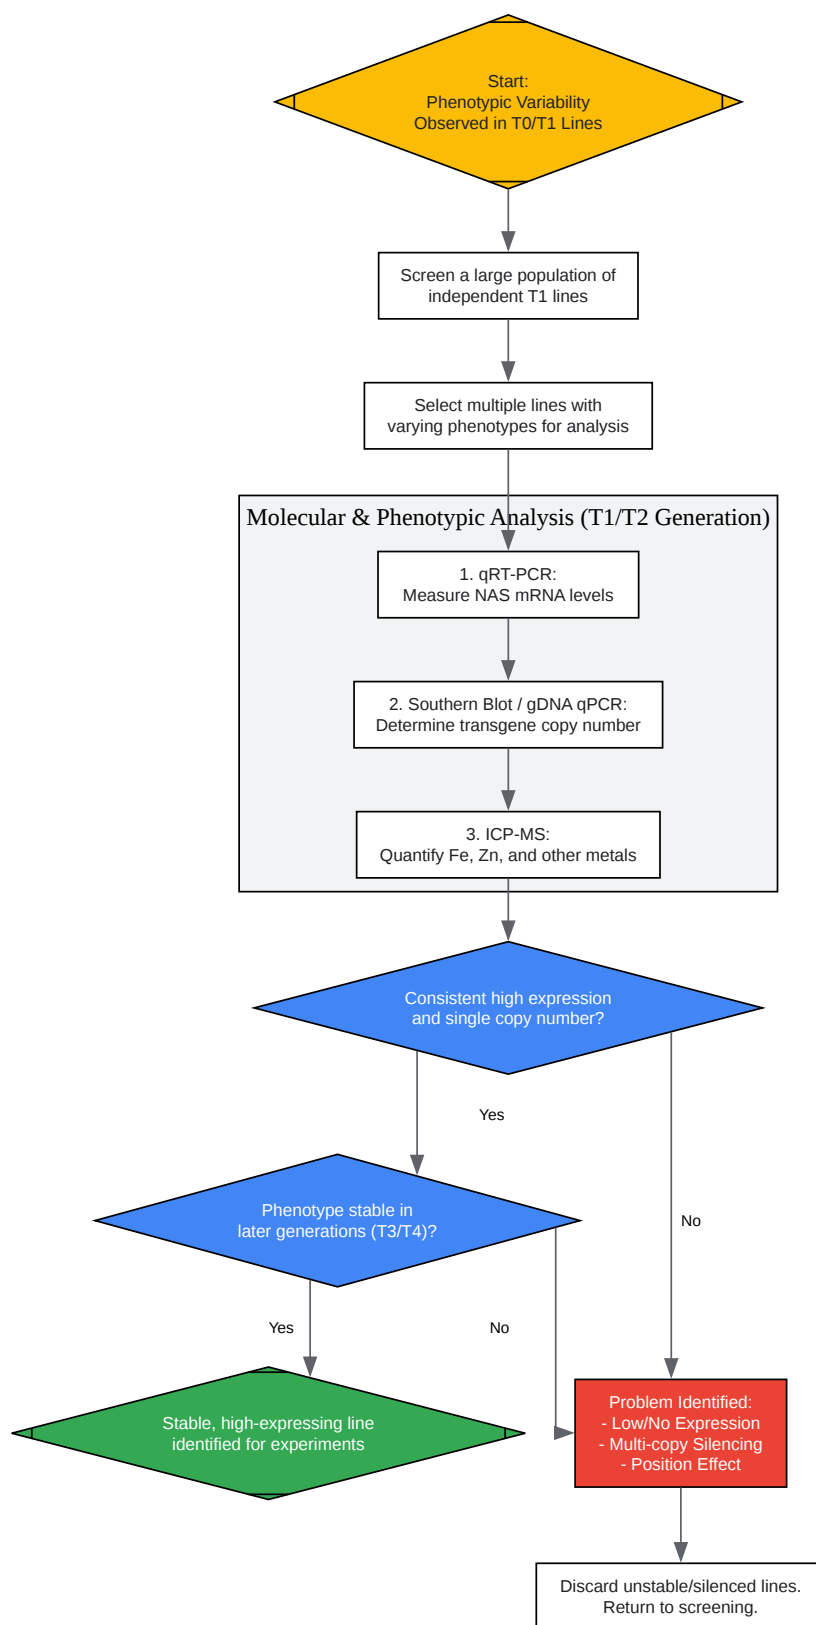 Start:
Phenotypic Variability
Observed in T0/T1 Lines
Screen a large population of
independent T1 lines
Select multiple lines with
varying phenotypes for analysis
Molecular & Phenotypic Analysis (T1/T2 Generation)
1. qRT-PCR:
Measure NAS mRNA levels
2. Southern Blot / gDNA qPCR:
Determine transgene copy number
3. ICP-MS:
Quantify Fe, Zn, and other metals
Consistent high expression
and single copy number?
Yes
Phenotype stable in
later generations (T3/T4)?
No
Yes
No
Stable, high-expressing line
identified for experiments
Problem Identified:
- Low/No Expression
- Multi-copy Silencing
- Position Effect
Discard unstable/silenced lines.
Return to screening.